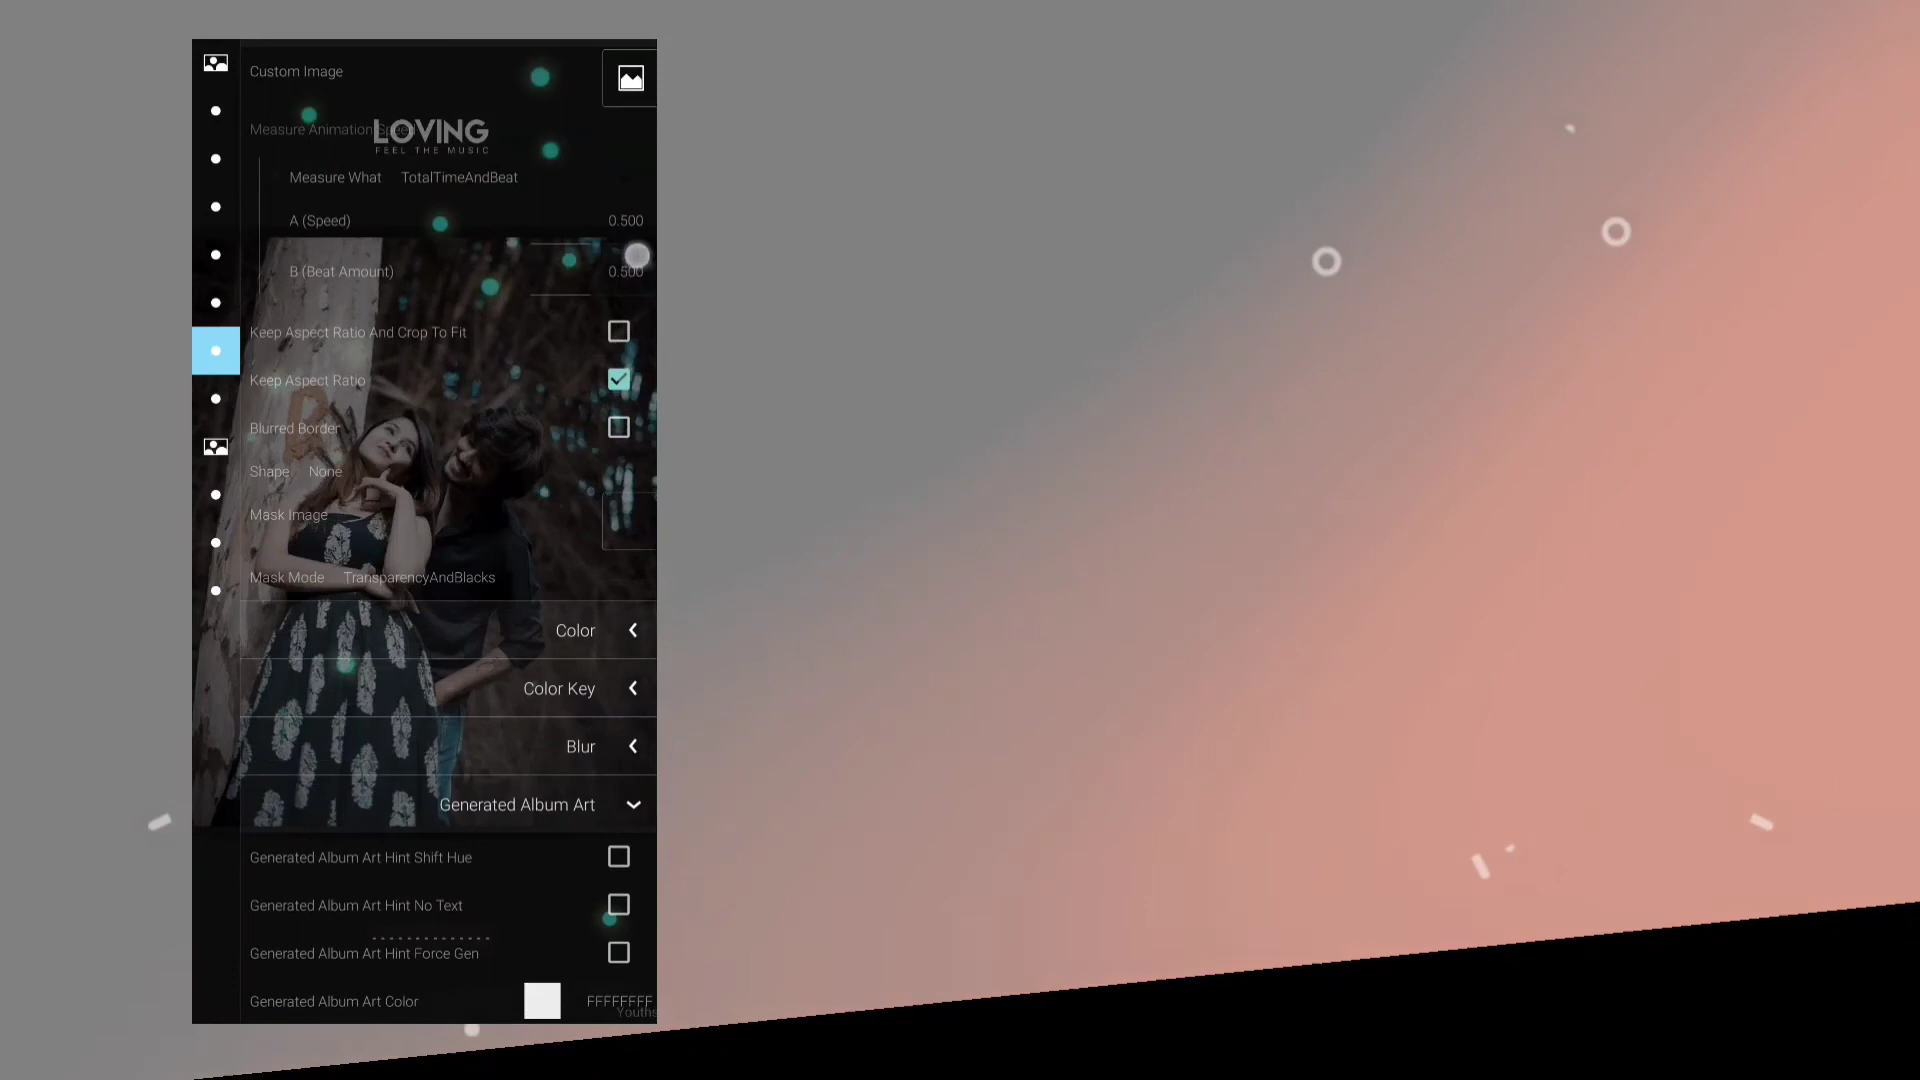 Custom Image
Measure Animation Speed
LOVING
FEEL THE MUSIC
Measure What TotalTimeAndBeat
A (Speed) 0.500
B (Beat Amount) 0.500
Keep Aspect Ratio And Crop To Fit
Keep Aspect Ratio
Blurred Border
Shape None
Mask Image
Mask Mode TransparencyAndBlacks
Color
Color Key
Blur
Generated Album Art
Generated Album Art Hint Shift Hue
Generated Album Art Hint No Text
Generated Album Art Hint Force Gen
Generated Album Art Color FFFFFFFF
Youths